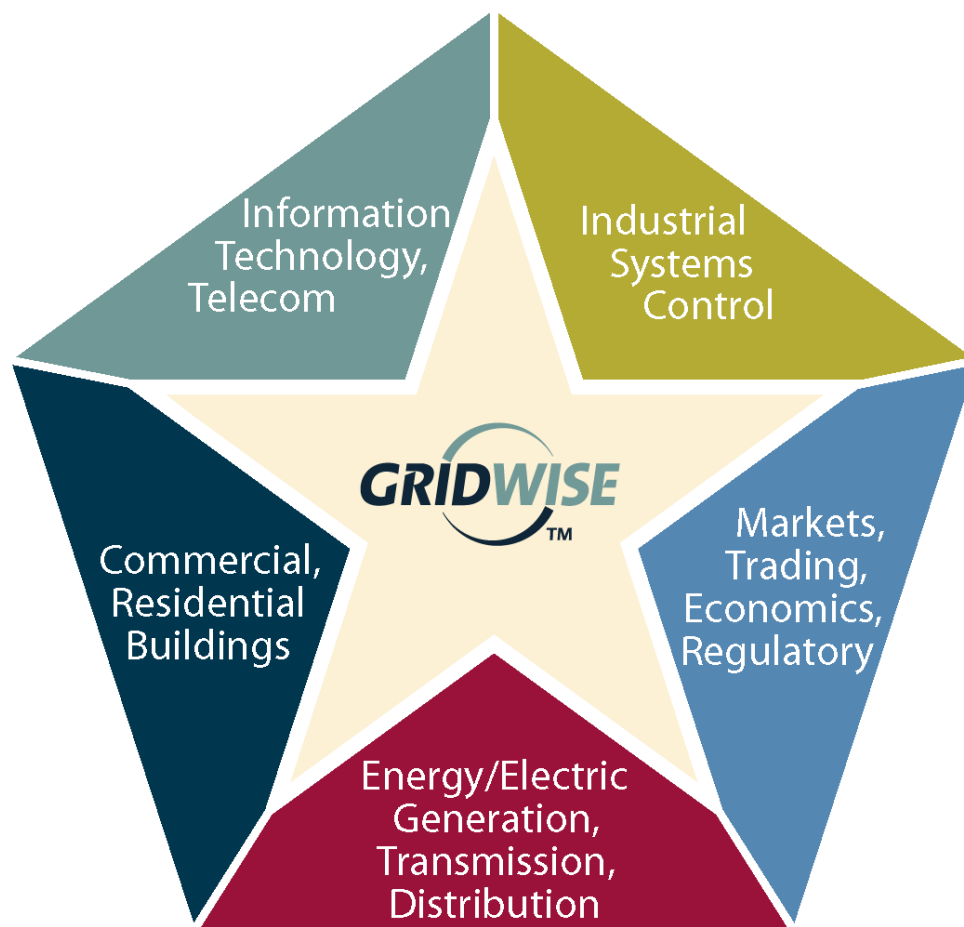 Information
Technology,
Telecom
Industrial
Systems
Control
GRIDWISE
TM
Commercial,
Residential
Buildings
Markets,
Trading,
Economics,
Regulatory
Energy/Electric
Generation,
Transmission,
Distribution